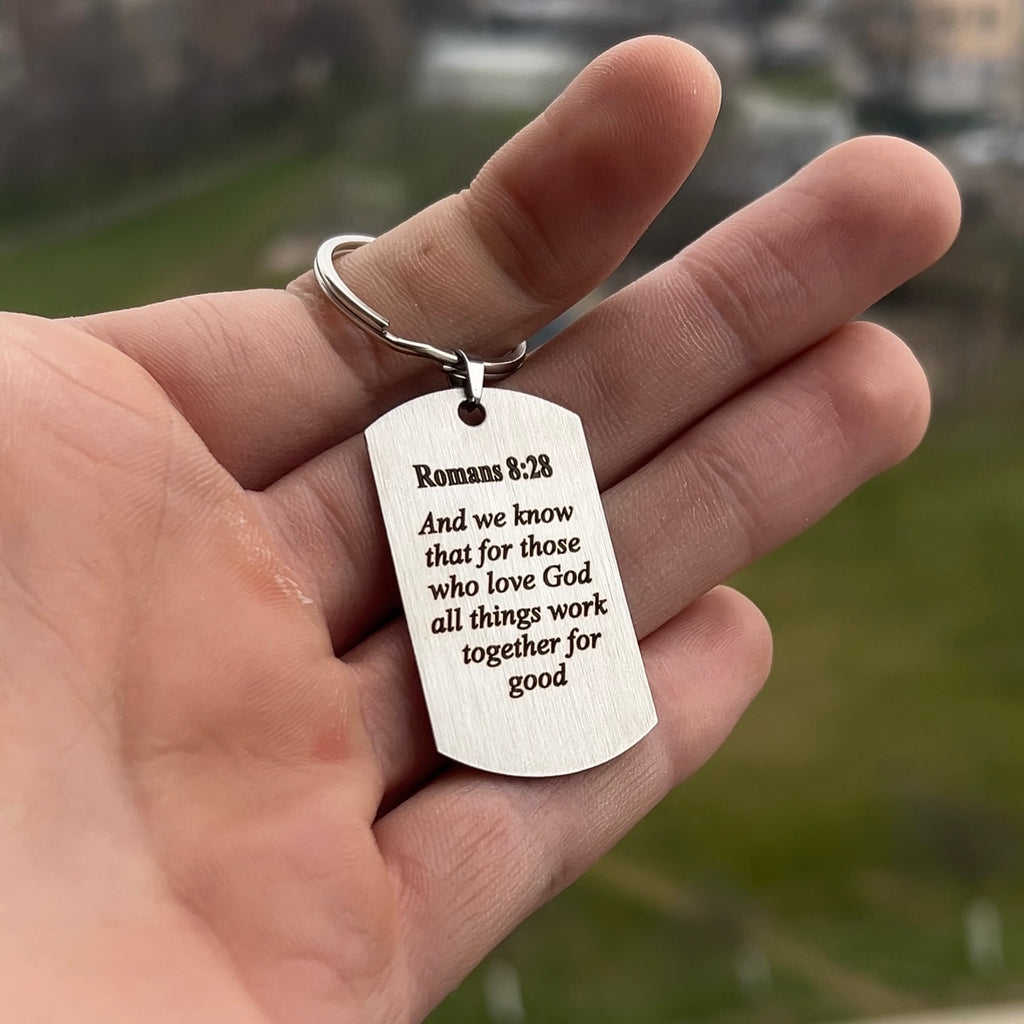 Romans 8:28
And we know
that for those
who love God
all things work
together for
good